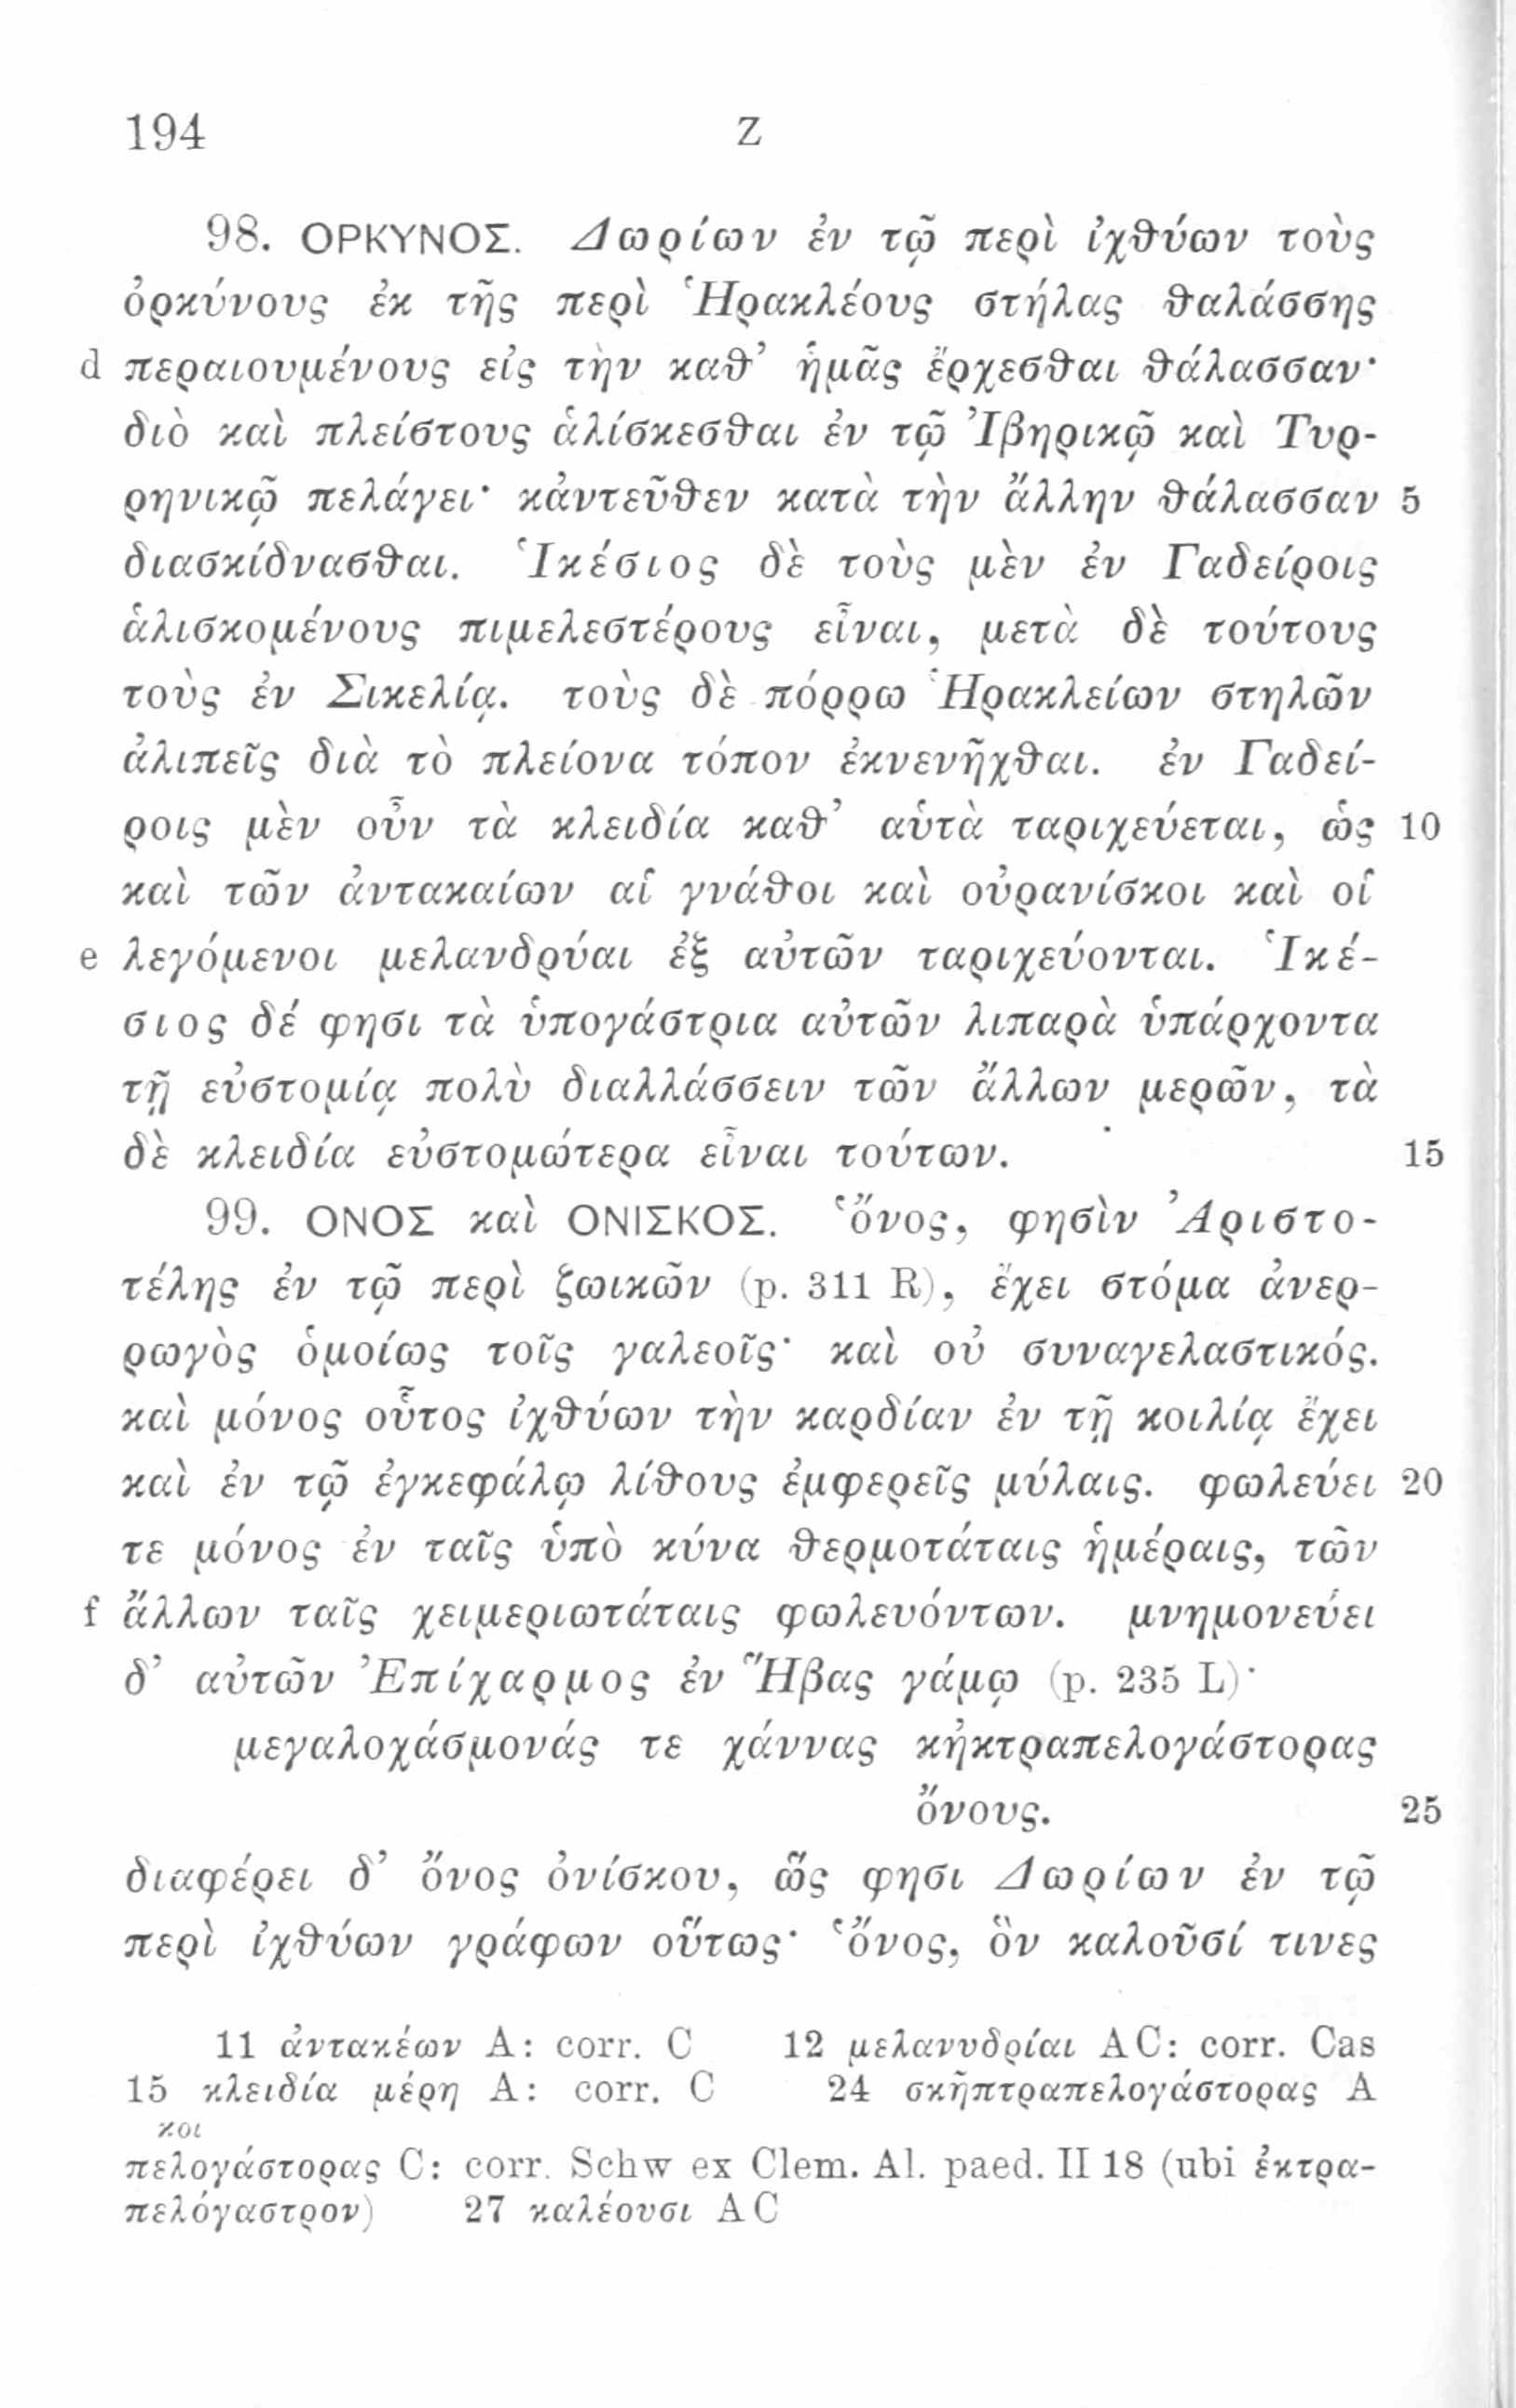 194 Z
98. ΟΡΚΥΝΟΣ. Δωρίων ἐν τῷ περὶ ἰχθύων τοὺς
ὀρκύνους ἐκ τῆς περὶ Ἡρακλέους στήλας θαλάσσης
d περαιουμένους εἰς τὴν καθ’ ἡμᾶς ἔρχεσθαι θάλασσαν·
διὸ καὶ πλείστους ἁλίσκεσθαι ἐν τῷ Ἰβηρικῷ καὶ Τυρ-
ρηνικῷ πελάγει· κἀντεῦθεν κατὰ τὴν ἄλλην θάλασσαν 5
διασκίδνασθαι. Ἱκέσιος δὲ τοὺς μὲν ἐν Γαδείροις
ἁλισκομένους πιμελεστέρους εἶναι, μετὰ δὲ τούτους
τοὺς ἐν Σικελίᾳ. τοὺς δὲ πόρρω Ἡρακλείων στηλῶν
ἀλιπεῖς διὰ τὸ πλείονα τόπον ἐκνενῆχθαι. ἐν Γαδεί-
ροις μὲν οὖν τὰ κλειδία καθ’ αὑτὰ ταριχεύεται, ὡς 10
καὶ τῶν ἀντακαίων αἱ γνάθοι καὶ οὐρανίσκοι καὶ οἱ
e λεγόμενοι μελανδρύαι ἐξ αὐτῶν ταριχεύονται. Ἱκέ-
σιος δέ φησι τὰ ὑπογάστρια αὐτῶν λιπαρὰ ὑπάρχοντα
τῇ εὐστομίᾳ πολὺ διαλλάσσειν τῶν ἄλλων μερῶν, τὰ
δὲ κλειδία εὐστομώτερα εἶναι τούτων. 15
99. ΟΝΟΣ καὶ ΟΝΙΣΚΟΣ. ‘ὄνος, φησὶν Ἀριστο-
τέλης ἐν τῷ περὶ ζωικῶν (p. 311 R), ἔχει στόμα ἀνερ-
ρωγὸς ὁμοίως τοῖς γαλεοῖς· καὶ οὐ συναγελαστικός.
καὶ μόνος οὗτος ἰχθύων τὴν καρδίαν ἐν τῇ κοιλίᾳ ἔχει
καὶ ἐν τῷ ἐγκεφάλῳ λίθους ἐμφερεῖς μύλαις. φωλεύει 20
τε μόνος ἐν ταῖς ὑπὸ κύνα θερμοτάταις ἡμέραις, τῶν
f ἄλλων ταῖς χειμεριωτάταις φωλευόντων. μνημονεύει
δ’ αὐτῶν Ἐπίχαρμος ἐν Ἥβας γάμῳ (p. 235 L)·
μεγαλοχάσμονάς τε χάννας κἠκτραπελογάστορας
ὄνους. 25
διαφέρει δ’ ὄνος ὀνίσκου, ὥς φησι Δωρίων ἐν τῷ
περὶ ἰχθύων γράφων οὕτως· ‘ὄνος, ὃν καλοῦσί τινες
11 ἀντακέων A: corr. C 12 μελανυδρίαι AC: corr. Cas
15 κλειδία μέρη A: corr. C 24 σκῆπτραπελογάστορας A
κοι
πελογάστορας C: corr. Schw ex Clem. Al. paed. II 18 (ubi ἐκτρα-
πελόγαστρον) 27 καλέουσι AC